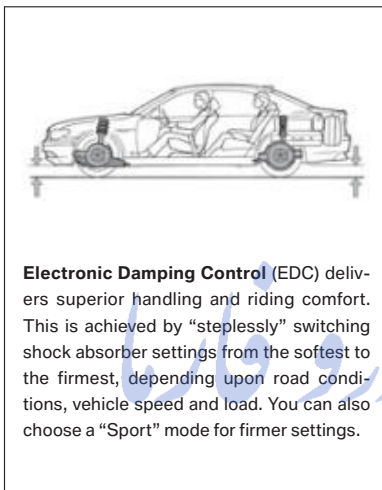 Electronic Damping Control (EDC) deliv-
ers superior handling and riding comfort.
This is achieved by “steplessly” switching
shock absorber settings from the softest to
the firmest, depending upon road condi-
tions, vehicle speed and load. You can also
choose a “Sport” mode for firmer settings.